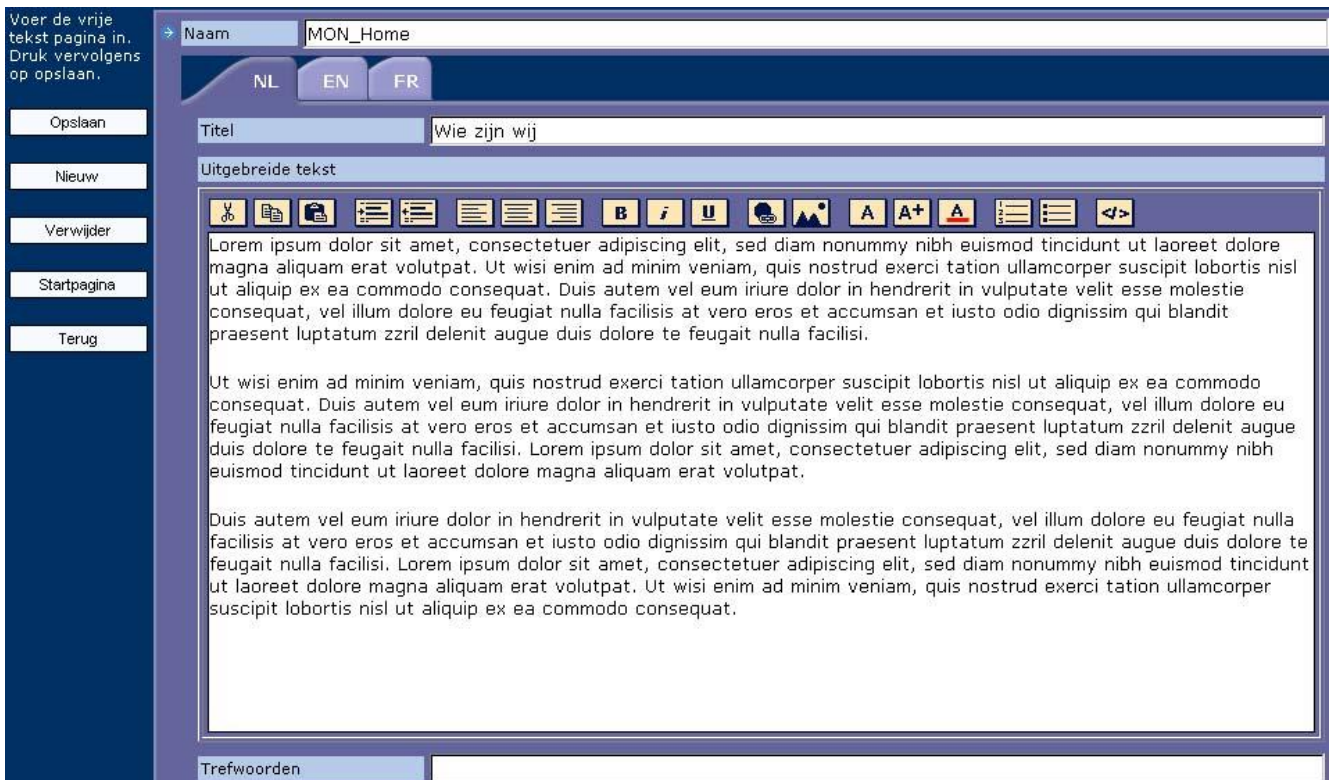 Voer de vrije
tekst pagina in.
Druk vervolgens
op opslaan.
Opslaan
Nieuw
Verwijder
Startpagina
Terug
Naam MON_Home
NL EN FR
Titel Wie zijn wij
Uitgebreide tekst
B i U A A+ A </>
Lorem ipsum dolor sit amet, consectetuer adipiscing elit, sed diam nonummy nibh euismod tincidunt ut laoreet dolore
magna aliquam erat volutpat. Ut wisi enim ad minim veniam, quis nostrud exerci tation ullamcorper suscipit lobortis nisl
ut aliquip ex ea commodo consequat. Duis autem vel eum iriure dolor in hendrerit in vulputate velit esse molestie
consequat, vel illum dolore eu feugiat nulla facilisis at vero eros et accumsan et iusto odio dignissim qui blandit
praesent luptatum zzril delenit augue duis dolore te feugait nulla facilisi.
Ut wisi enim ad minim veniam, quis nostrud exerci tation ullamcorper suscipit lobortis nisl ut aliquip ex ea commodo
consequat. Duis autem vel eum iriure dolor in hendrerit in vulputate velit esse molestie consequat, vel illum dolore eu
feugiat nulla facilisis at vero eros et accumsan et iusto odio dignissim qui blandit praesent luptatum zzril delenit augue
duis dolore te feugait nulla facilisi. Lorem ipsum dolor sit amet, consectetuer adipiscing elit, sed diam nonummy nibh
euismod tincidunt ut laoreet dolore magna aliquam erat volutpat.
Duis autem vel eum iriure dolor in hendrerit in vulputate velit esse molestie consequat, vel illum dolore eu feugiat nulla
facilisis at vero eros et accumsan et iusto odio dignissim qui blandit praesent luptatum zzril delenit augue duis dolore te
feugait nulla facilisi. Lorem ipsum dolor sit amet, consectetuer adipiscing elit, sed diam nonummy nibh euismod tincidunt
ut laoreet dolore magna aliquam erat volutpat. Ut wisi enim ad minim veniam, quis nostrud exerci tation ullamcorper
suscipit lobortis nisl ut aliquip ex ea commodo consequat.
Trefwoorden